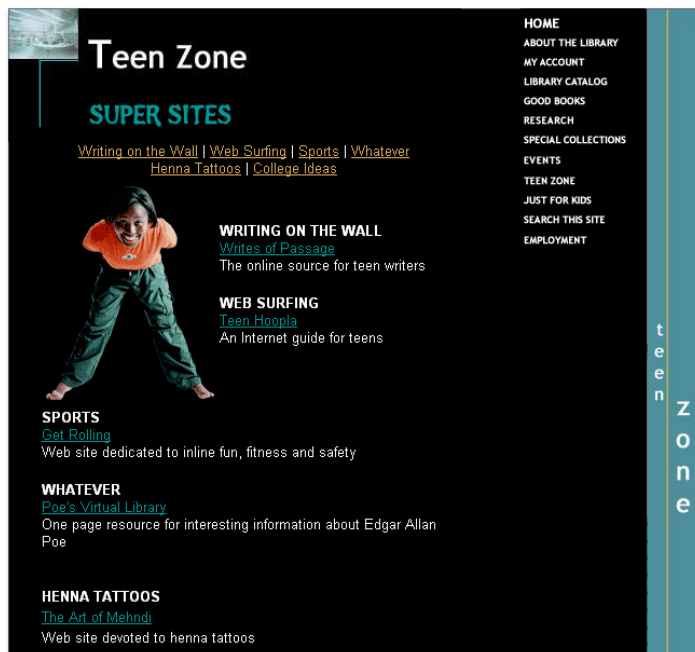 Teen Zone
SUPER SITES
Writing on the Wall | Web Surfing | Sports | Whatever
Henna Tattoos | College Ideas
WRITING ON THE WALL
Writes of Passage
The online source for teen writers
WEB SURFING
Teen Hoopla
An Internet guide for teens
SPORTS
Get Rolling
Web site dedicated to inline fun, fitness and safety
WHATEVER
Poe's Virtual Library
One page resource for interesting information about Edgar Allan
Poe
HENNA TATTOOS
The Art of Mehndi
Web site devoted to henna tattoos
HOME
ABOUT THE LIBRARY
MY ACCOUNT
LIBRARY CATALOG
GOOD BOOKS
RESEARCH
SPECIAL COLLECTIONS
EVENTS
TEEN ZONE
JUST FOR KIDS
SEARCH THIS SITE
EMPLOYMENT
teen
zone